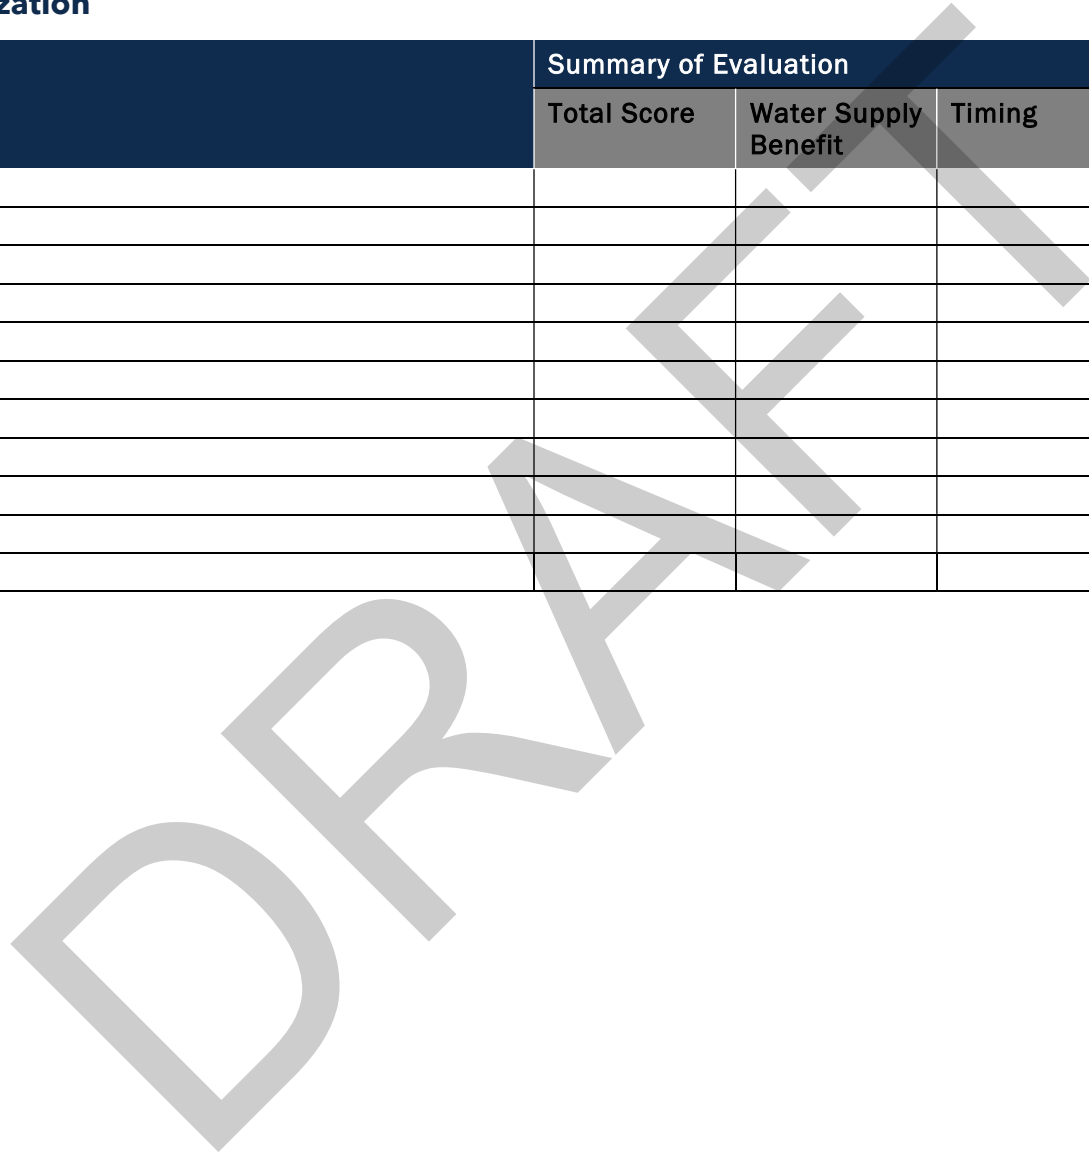 zation
Summary of Evaluation
Total Score
Water Supply
Benefit
Timing
DRAFT